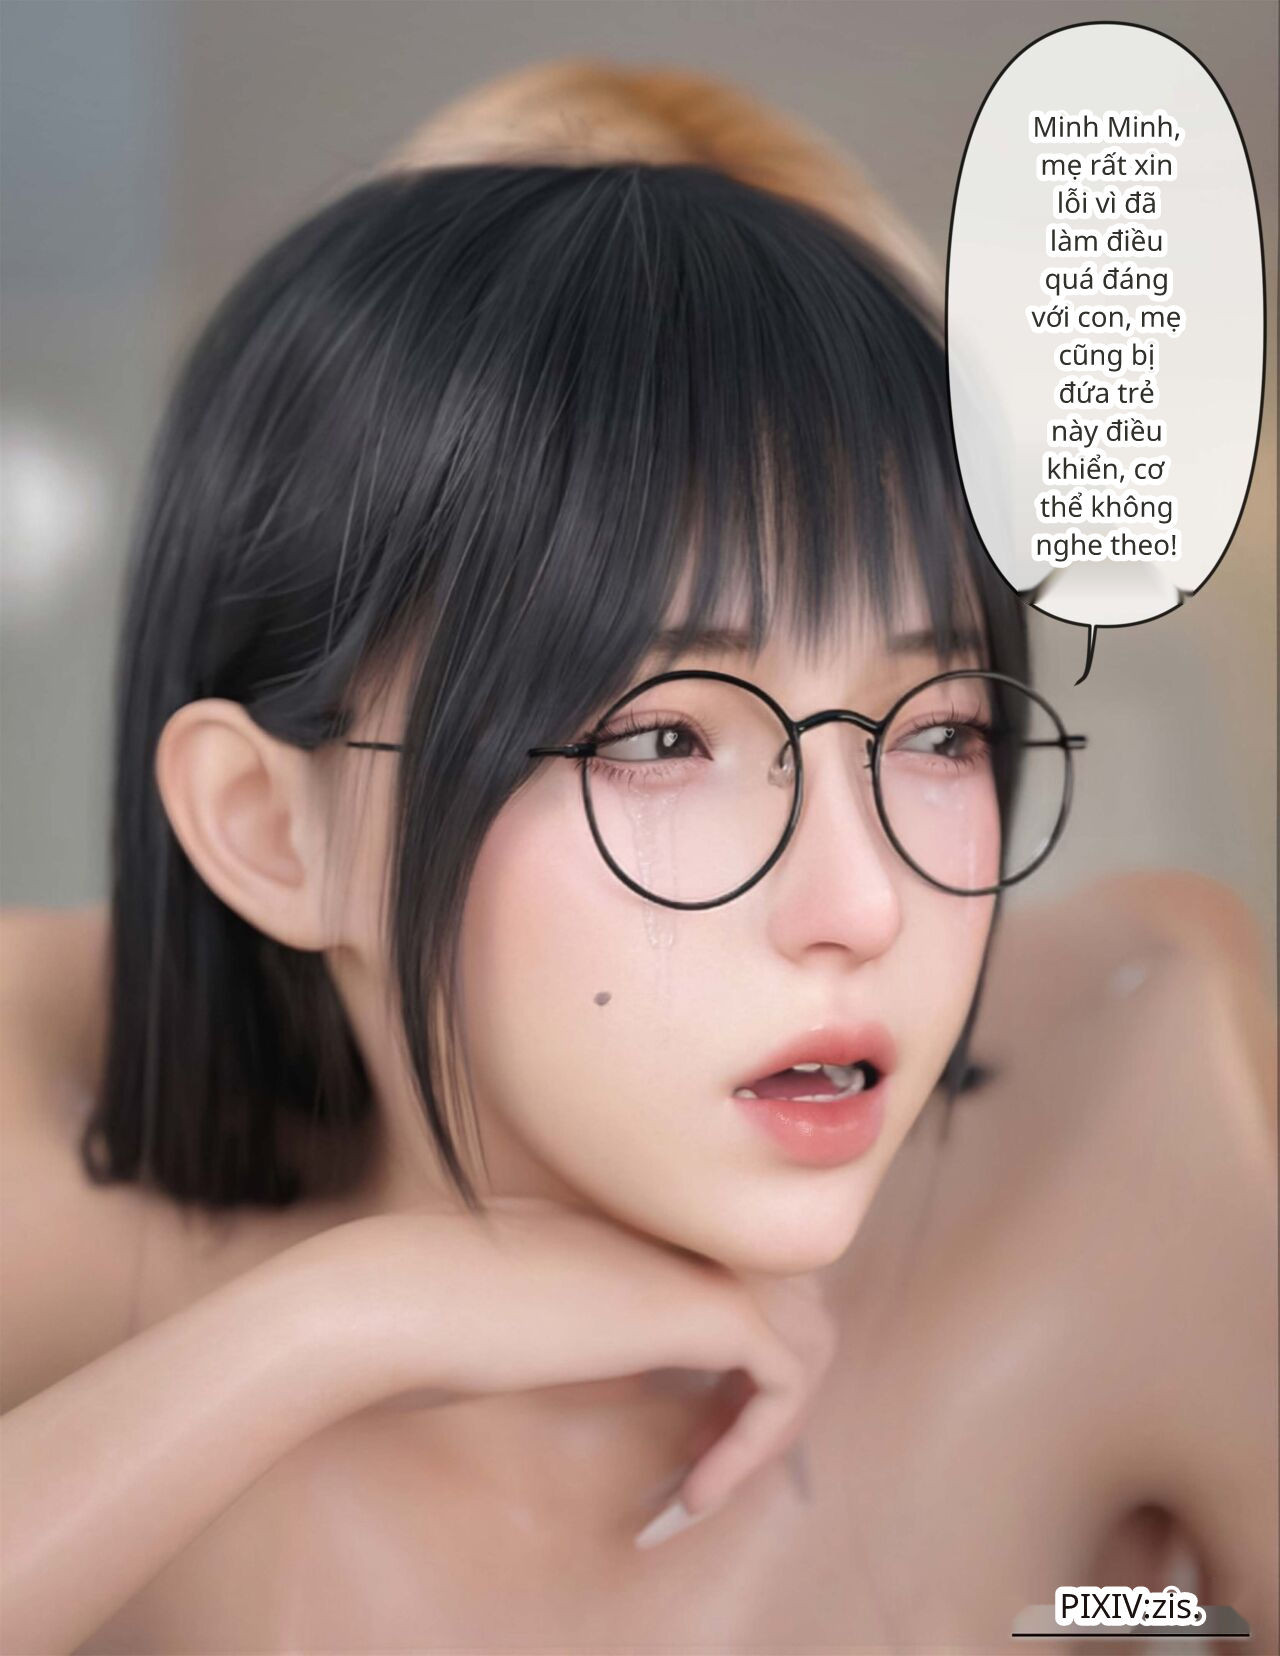 Minh Minh,
mẹ rất xin
lỗi vì đã
làm điều
quá đáng
với con, mẹ
cũng bị
đứa trẻ
này điều
khiển, cơ
thể không
nghe theo!
PIXIV:zis.